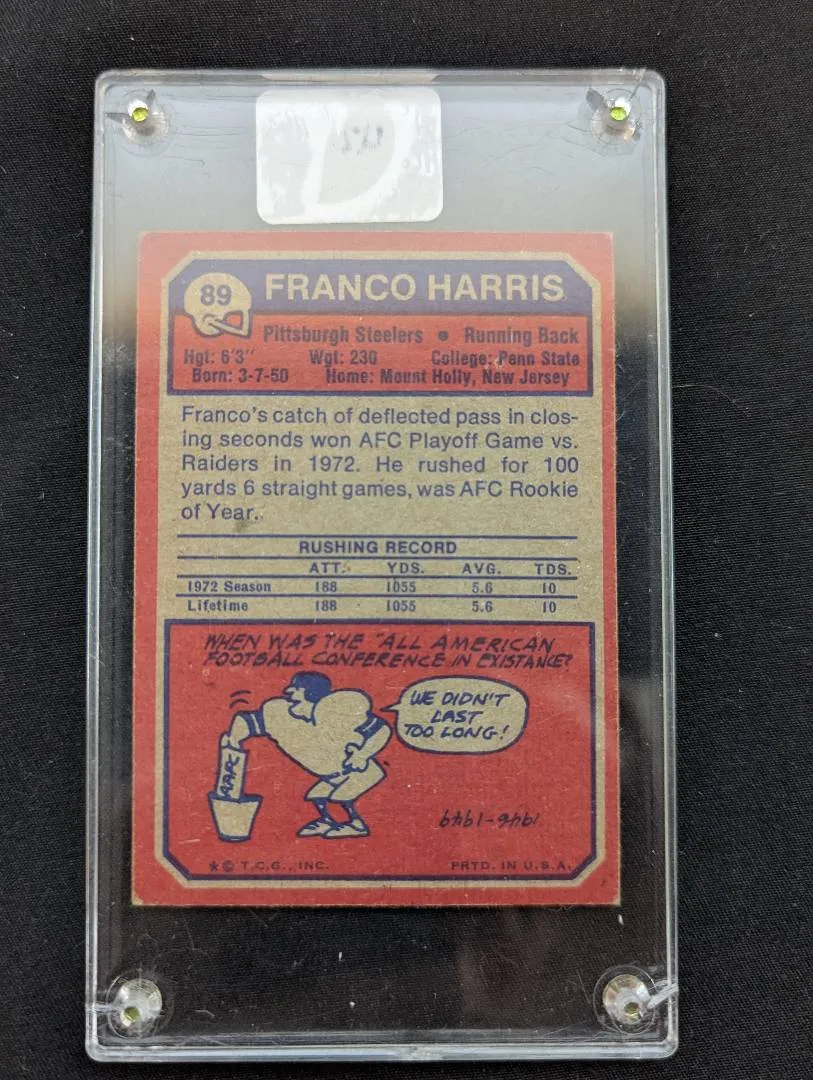 89
FRANCO HARRIS
Pittsburgh Steelers • Running Back
Hgt: 6'3" Wgt: 230 College: Penn State
Born: 3-7-50 Home: Mount Holly, New Jersey
Franco's catch of deflected pass in clos-
ing seconds won AFC Playoff Game vs.
Raiders in 1972. He rushed for 100
yards 6 straight games, was AFC Rookie
of Year.
RUSHING RECORD
ATT. YDS. AVG. TDS.
1972 Season 188 1055 5.6 10
Lifetime 188 1055 5.6 10
WHEN WAS THE "ALL AMERICAN
FOOTBALL CONFERENCE IN EXISTANCE?
WE DIDN'T
LAST
TOO LONG!
AAFC
1946-1949
★ © T.C.G., INC. PRTD. IN U.S.A.